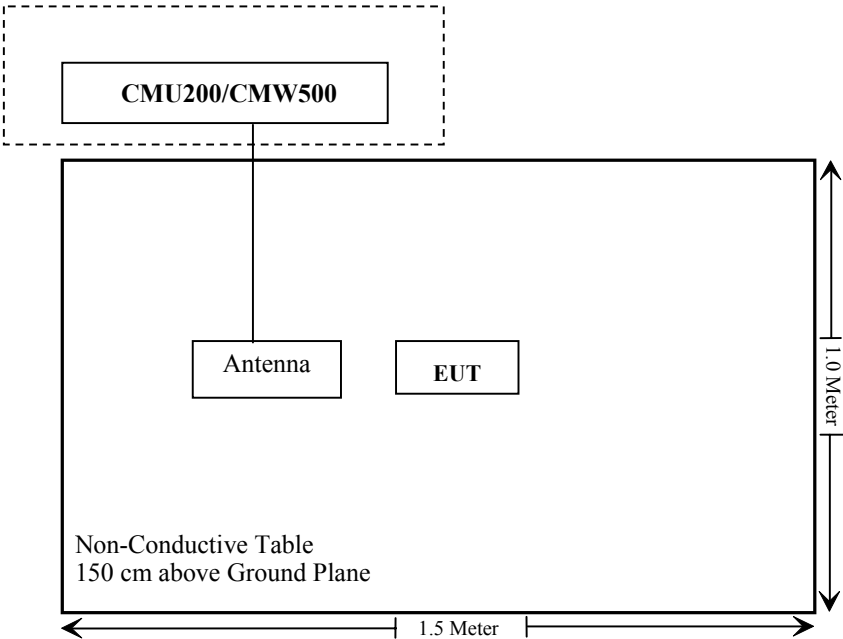 CMU200/CMW500
Antenna
EUT
1.0 Meter
Non-Conductive Table
150 cm above Ground Plane
1.5 Meter